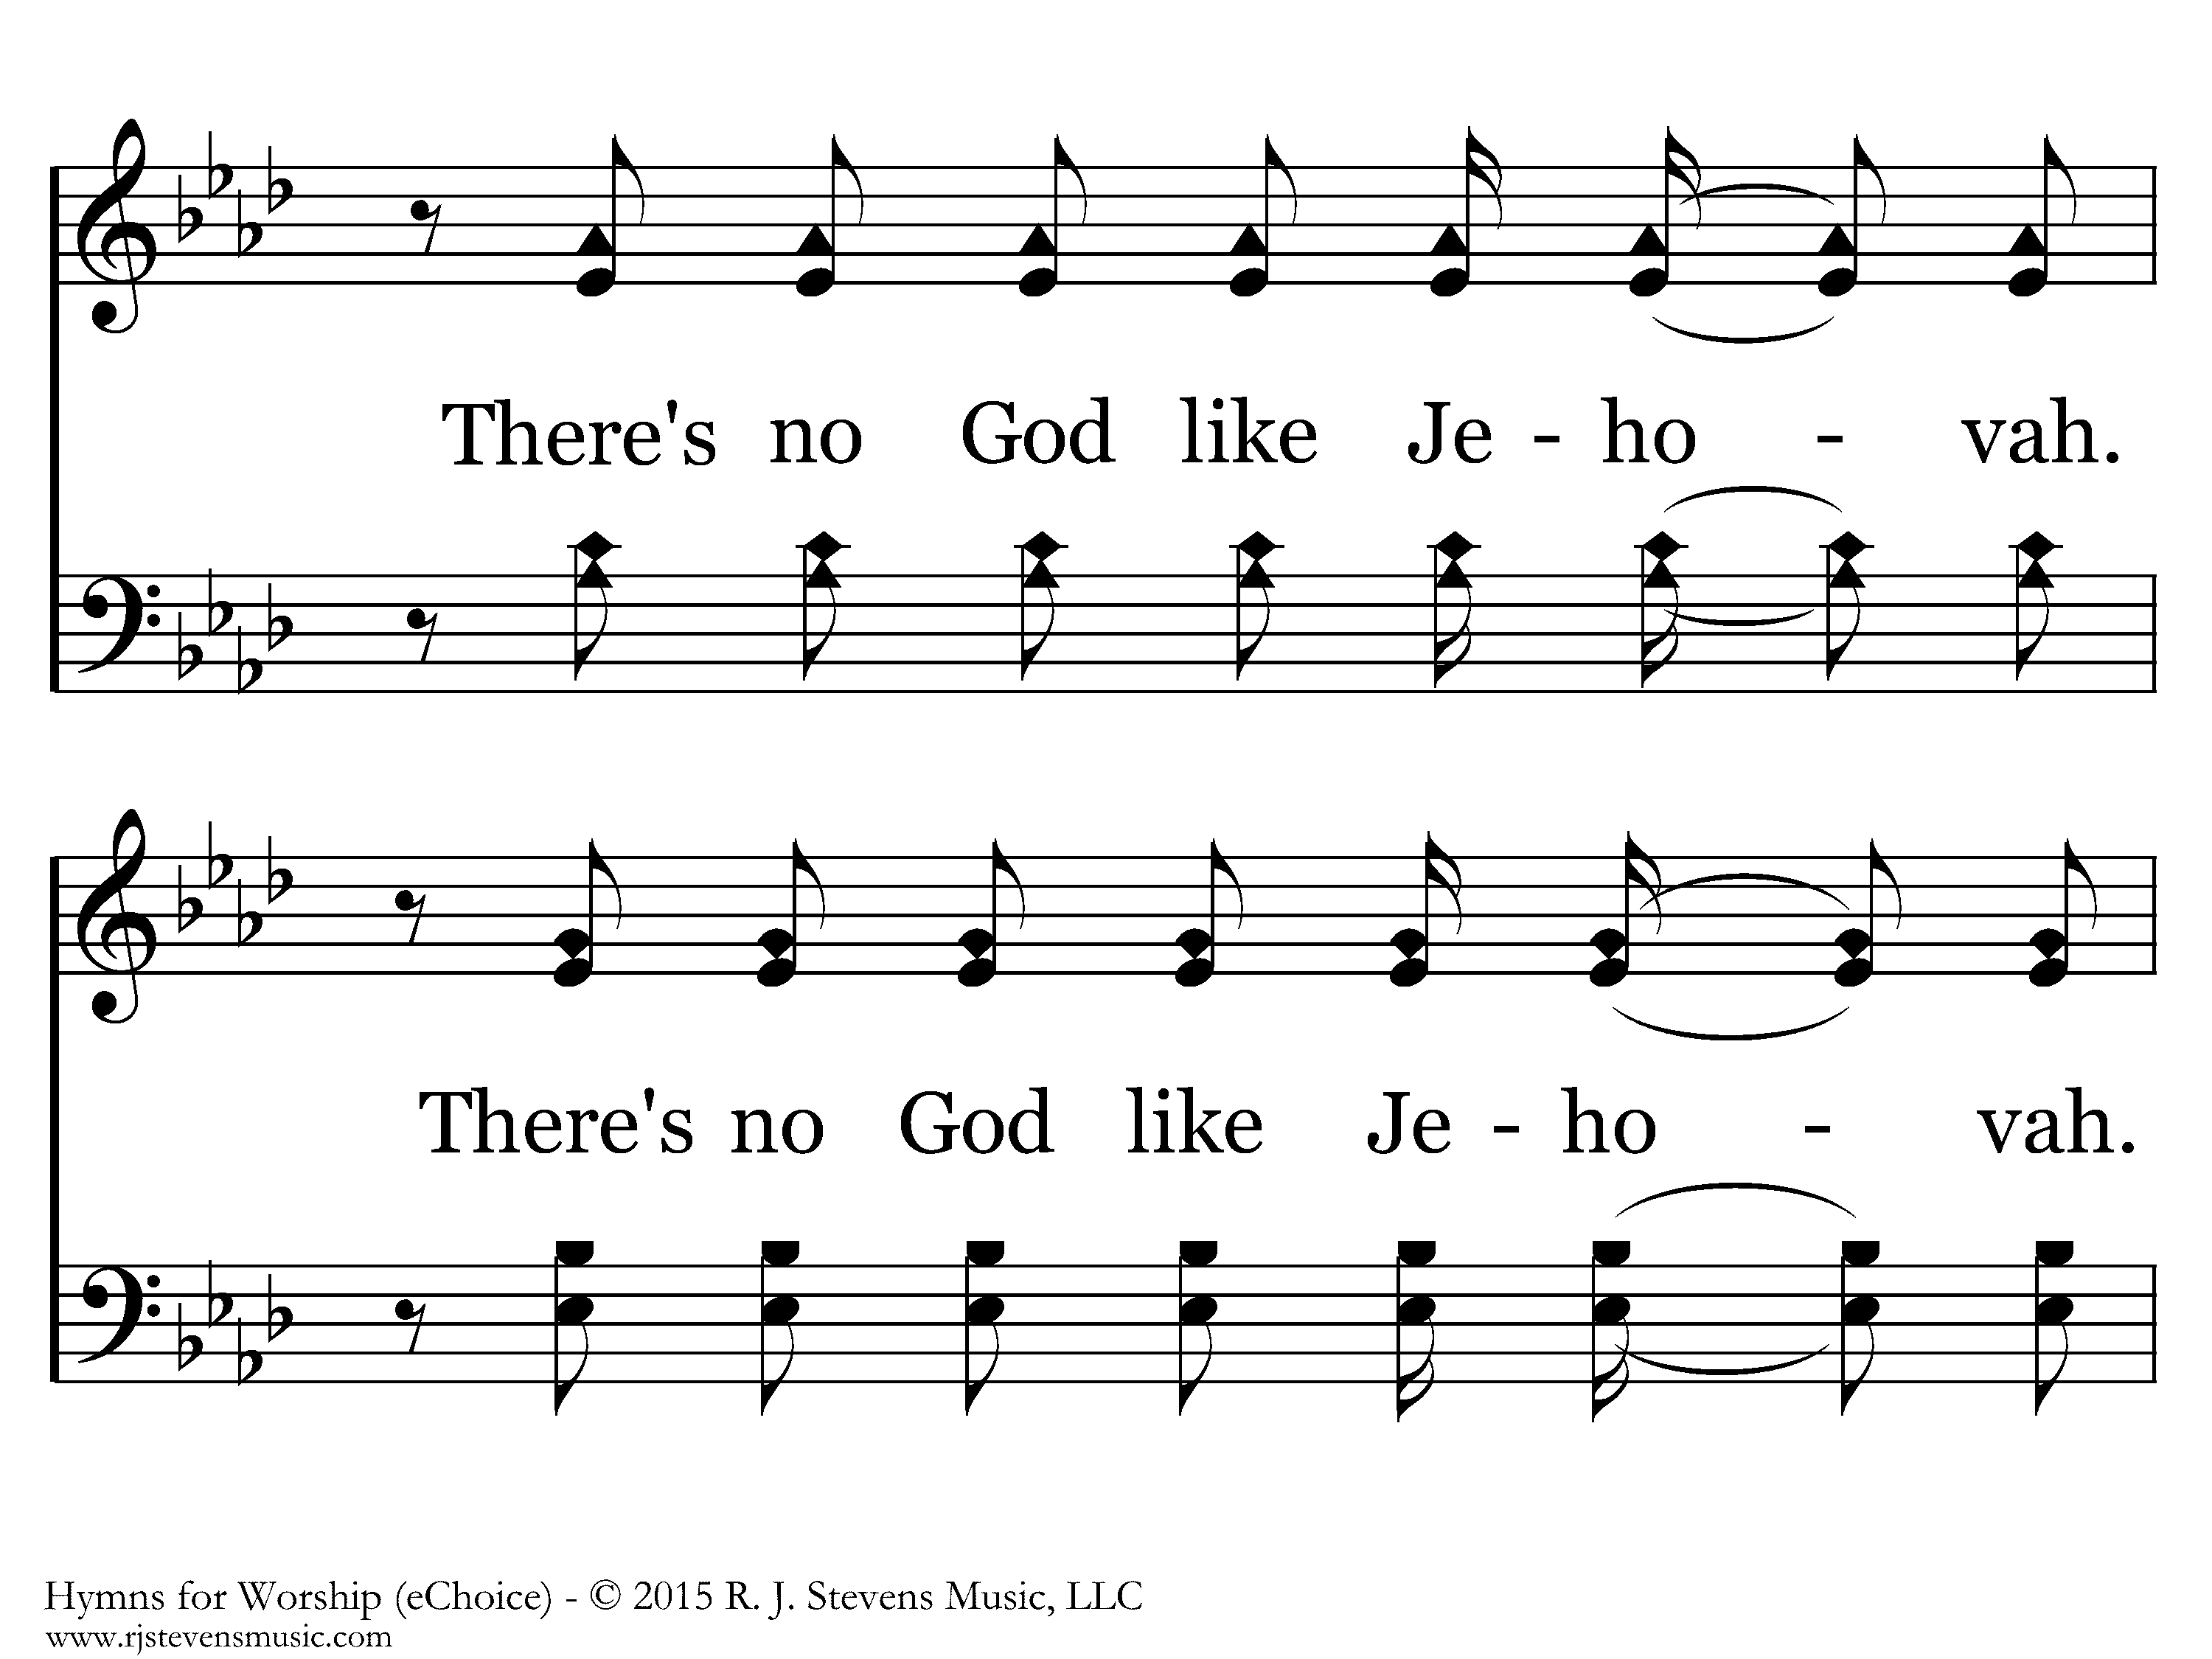 There's no God like Je - ho - vah.
There's no God like Je - ho - vah.
Hymns for Worship (eChoice) - © 2015 R. J. Stevens Music, LLC
www.rjstevensmusic.com